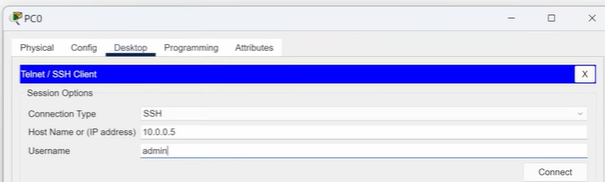 PC0
Physical Config Desktop Programming Attributes
Telnet / SSH Client X
Session Options
Connection Type SSH
Host Name or (IP address) 10.0.0.5
Username admin
Connect